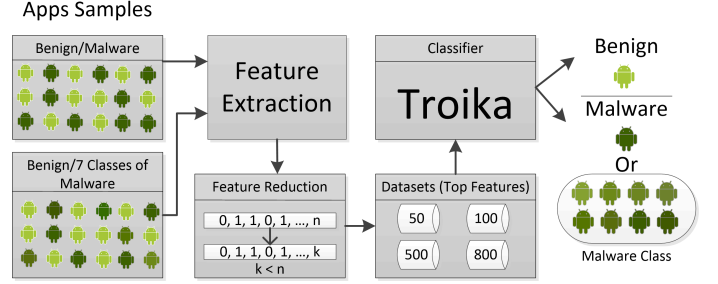 Apps Samples
Benign/Malware
Benign/7 Classes of
Malware
Feature
Extraction
Feature Reduction
0, 1, 1, 0, 1, ..., n
0, 1, 1, 0, 1, ..., k
k < n
Datasets (Top Features)
50
100
500
800
Classifier
Troika
Benign
Malware
Or
Malware Class